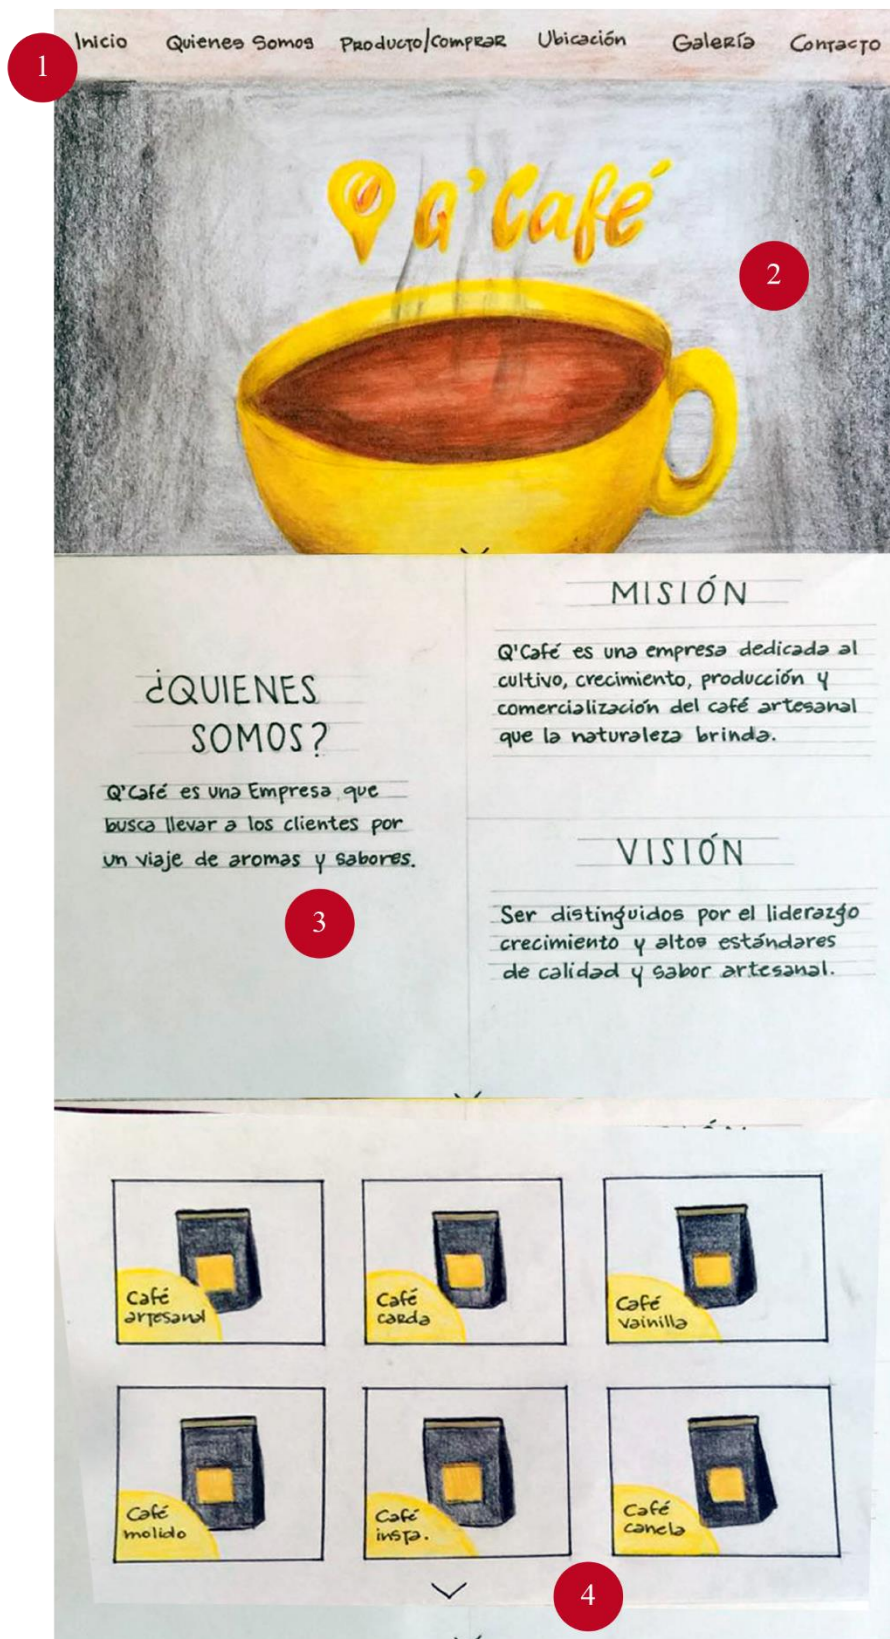 Inicio Quienes Somos Producto/Comprar Ubicación Galería Contacto
1
Q'Café
2
¿QUIENES
SOMOS?
Q'Café es una Empresa que
busca llevar a los clientes por
un viaje de aromas y sabores.
3
MISIÓN
Q'Café es una empresa dedicada al
cultivo, crecimiento, producción y
comercialización del café artesanal
que la naturaleza brinda.
VISIÓN
Ser distinguidos por el liderazgo
crecimiento y altos estándares
de calidad y sabor artesanal.
Café
artesanal
Café
carda
Café
vainilla
Café
molido
Café
insta.
Café
canela
4